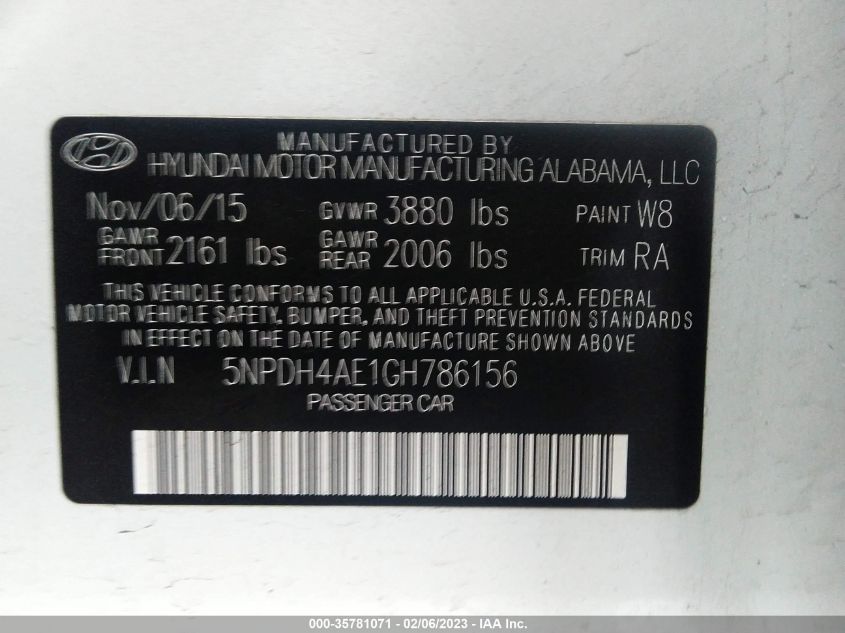 MANUFACTURED BY
HYUNDAI MOTOR MANUFACTURING ALABAMA, LLC
Nov/06/15 GVWR 3880 lbs PAINT W8
GAWR FRONT 2161 lbs GAWR REAR 2006 lbs TRIM RA
THIS VEHICLE CONFORMS TO ALL APPLICABLE U.S.A. FEDERAL
MOTOR VEHICLE SAFETY, BUMPER, AND THEFT PREVENTION STANDARDS
IN EFFECT ON THE DATE OF MANUFACTURE SHOWN ABOVE
V.I.N 5NPDH4AE1GH786156
PASSENGER CAR
000-35781071 - 02/06/2023 - IAA Inc.